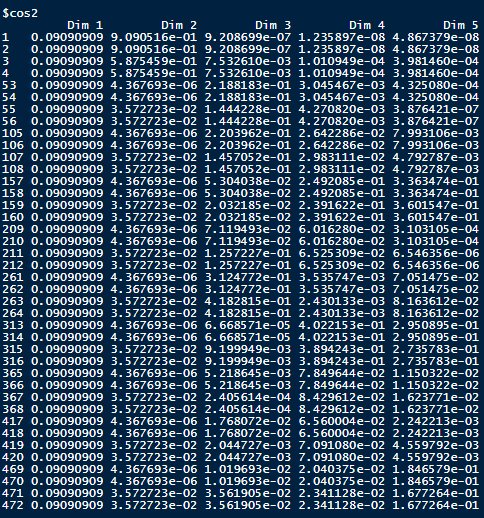 $cos2
Dim 1 Dim 2 Dim 3 Dim 4 Dim 5
1 0.09090909 9.090516e-01 9.208699e-07 1.235897e-08 4.867379e-08
2 0.09090909 9.090516e-01 9.208699e-07 1.235897e-08 4.867379e-08
3 0.09090909 5.875459e-01 7.532610e-03 1.010949e-04 3.981460e-04
4 0.09090909 5.875459e-01 7.532610e-03 1.010949e-04 3.981460e-04
53 0.09090909 4.367693e-06 2.188183e-01 3.045467e-03 4.325080e-04
54 0.09090909 4.367693e-06 2.188183e-01 3.045467e-03 4.325080e-04
55 0.09090909 3.572723e-02 1.444228e-01 4.270820e-03 3.876421e-07
56 0.09090909 3.572723e-02 1.444228e-01 4.270820e-03 3.876421e-07
105 0.09090909 4.367693e-06 2.203962e-01 2.642286e-02 7.993106e-03
106 0.09090909 4.367693e-06 2.203962e-01 2.642286e-02 7.993106e-03
107 0.09090909 3.572723e-02 1.457052e-01 2.983111e-02 4.792787e-03
108 0.09090909 3.572723e-02 1.457052e-01 2.983111e-02 4.792787e-03
157 0.09090909 4.367693e-06 5.304038e-02 2.492085e-01 3.363474e-01
158 0.09090909 4.367693e-06 5.304038e-02 2.492085e-01 3.363474e-01
159 0.09090909 3.572723e-02 2.032185e-02 2.391622e-01 3.601547e-01
160 0.09090909 3.572723e-02 2.032185e-02 2.391622e-01 3.601547e-01
209 0.09090909 4.367693e-06 7.119493e-02 6.016280e-02 3.103105e-04
210 0.09090909 4.367693e-06 7.119493e-02 6.016280e-02 3.103105e-04
211 0.09090909 3.572723e-02 1.257227e-01 6.525309e-02 6.546356e-06
212 0.09090909 3.572723e-02 1.257227e-01 6.525309e-02 6.546356e-06
261 0.09090909 4.367693e-06 3.124772e-01 3.535747e-03 7.051475e-02
262 0.09090909 4.367693e-06 3.124772e-01 3.535747e-03 7.051475e-02
263 0.09090909 3.572723e-02 4.182815e-01 2.430133e-03 8.163612e-02
264 0.09090909 3.572723e-02 4.182815e-01 2.430133e-03 8.163612e-02
313 0.09090909 4.367693e-06 6.668571e-05 4.022153e-01 2.950895e-01
314 0.09090909 4.367693e-06 6.668571e-05 4.022153e-01 2.950895e-01
315 0.09090909 3.572723e-02 9.199949e-03 3.894243e-01 2.735783e-01
316 0.09090909 3.572723e-02 9.199949e-03 3.894243e-01 2.735783e-01
365 0.09090909 4.367693e-06 5.218645e-03 7.849644e-02 1.150322e-02
366 0.09090909 4.367693e-06 5.218645e-03 7.849644e-02 1.150322e-02
367 0.09090909 3.572723e-02 2.405614e-04 8.429612e-02 1.623771e-02
368 0.09090909 3.572723e-02 2.405614e-04 8.429612e-02 1.623771e-02
417 0.09090909 4.367693e-06 1.768072e-02 6.560004e-02 2.242213e-03
418 0.09090909 4.367693e-06 1.768072e-02 6.560004e-02 2.242213e-03
419 0.09090909 3.572723e-02 2.044727e-03 7.091080e-02 4.559792e-03
420 0.09090909 3.572723e-02 2.044727e-03 7.091080e-02 4.559792e-03
469 0.09090909 4.367693e-06 1.019693e-02 2.040375e-02 1.846579e-01
470 0.09090909 4.367693e-06 1.019693e-02 2.040375e-02 1.846579e-01
471 0.09090909 3.572723e-02 3.561905e-02 2.341128e-02 1.677264e-01
472 0.09090909 3.572723e-02 3.561905e-02 2.341128e-02 1.677264e-01